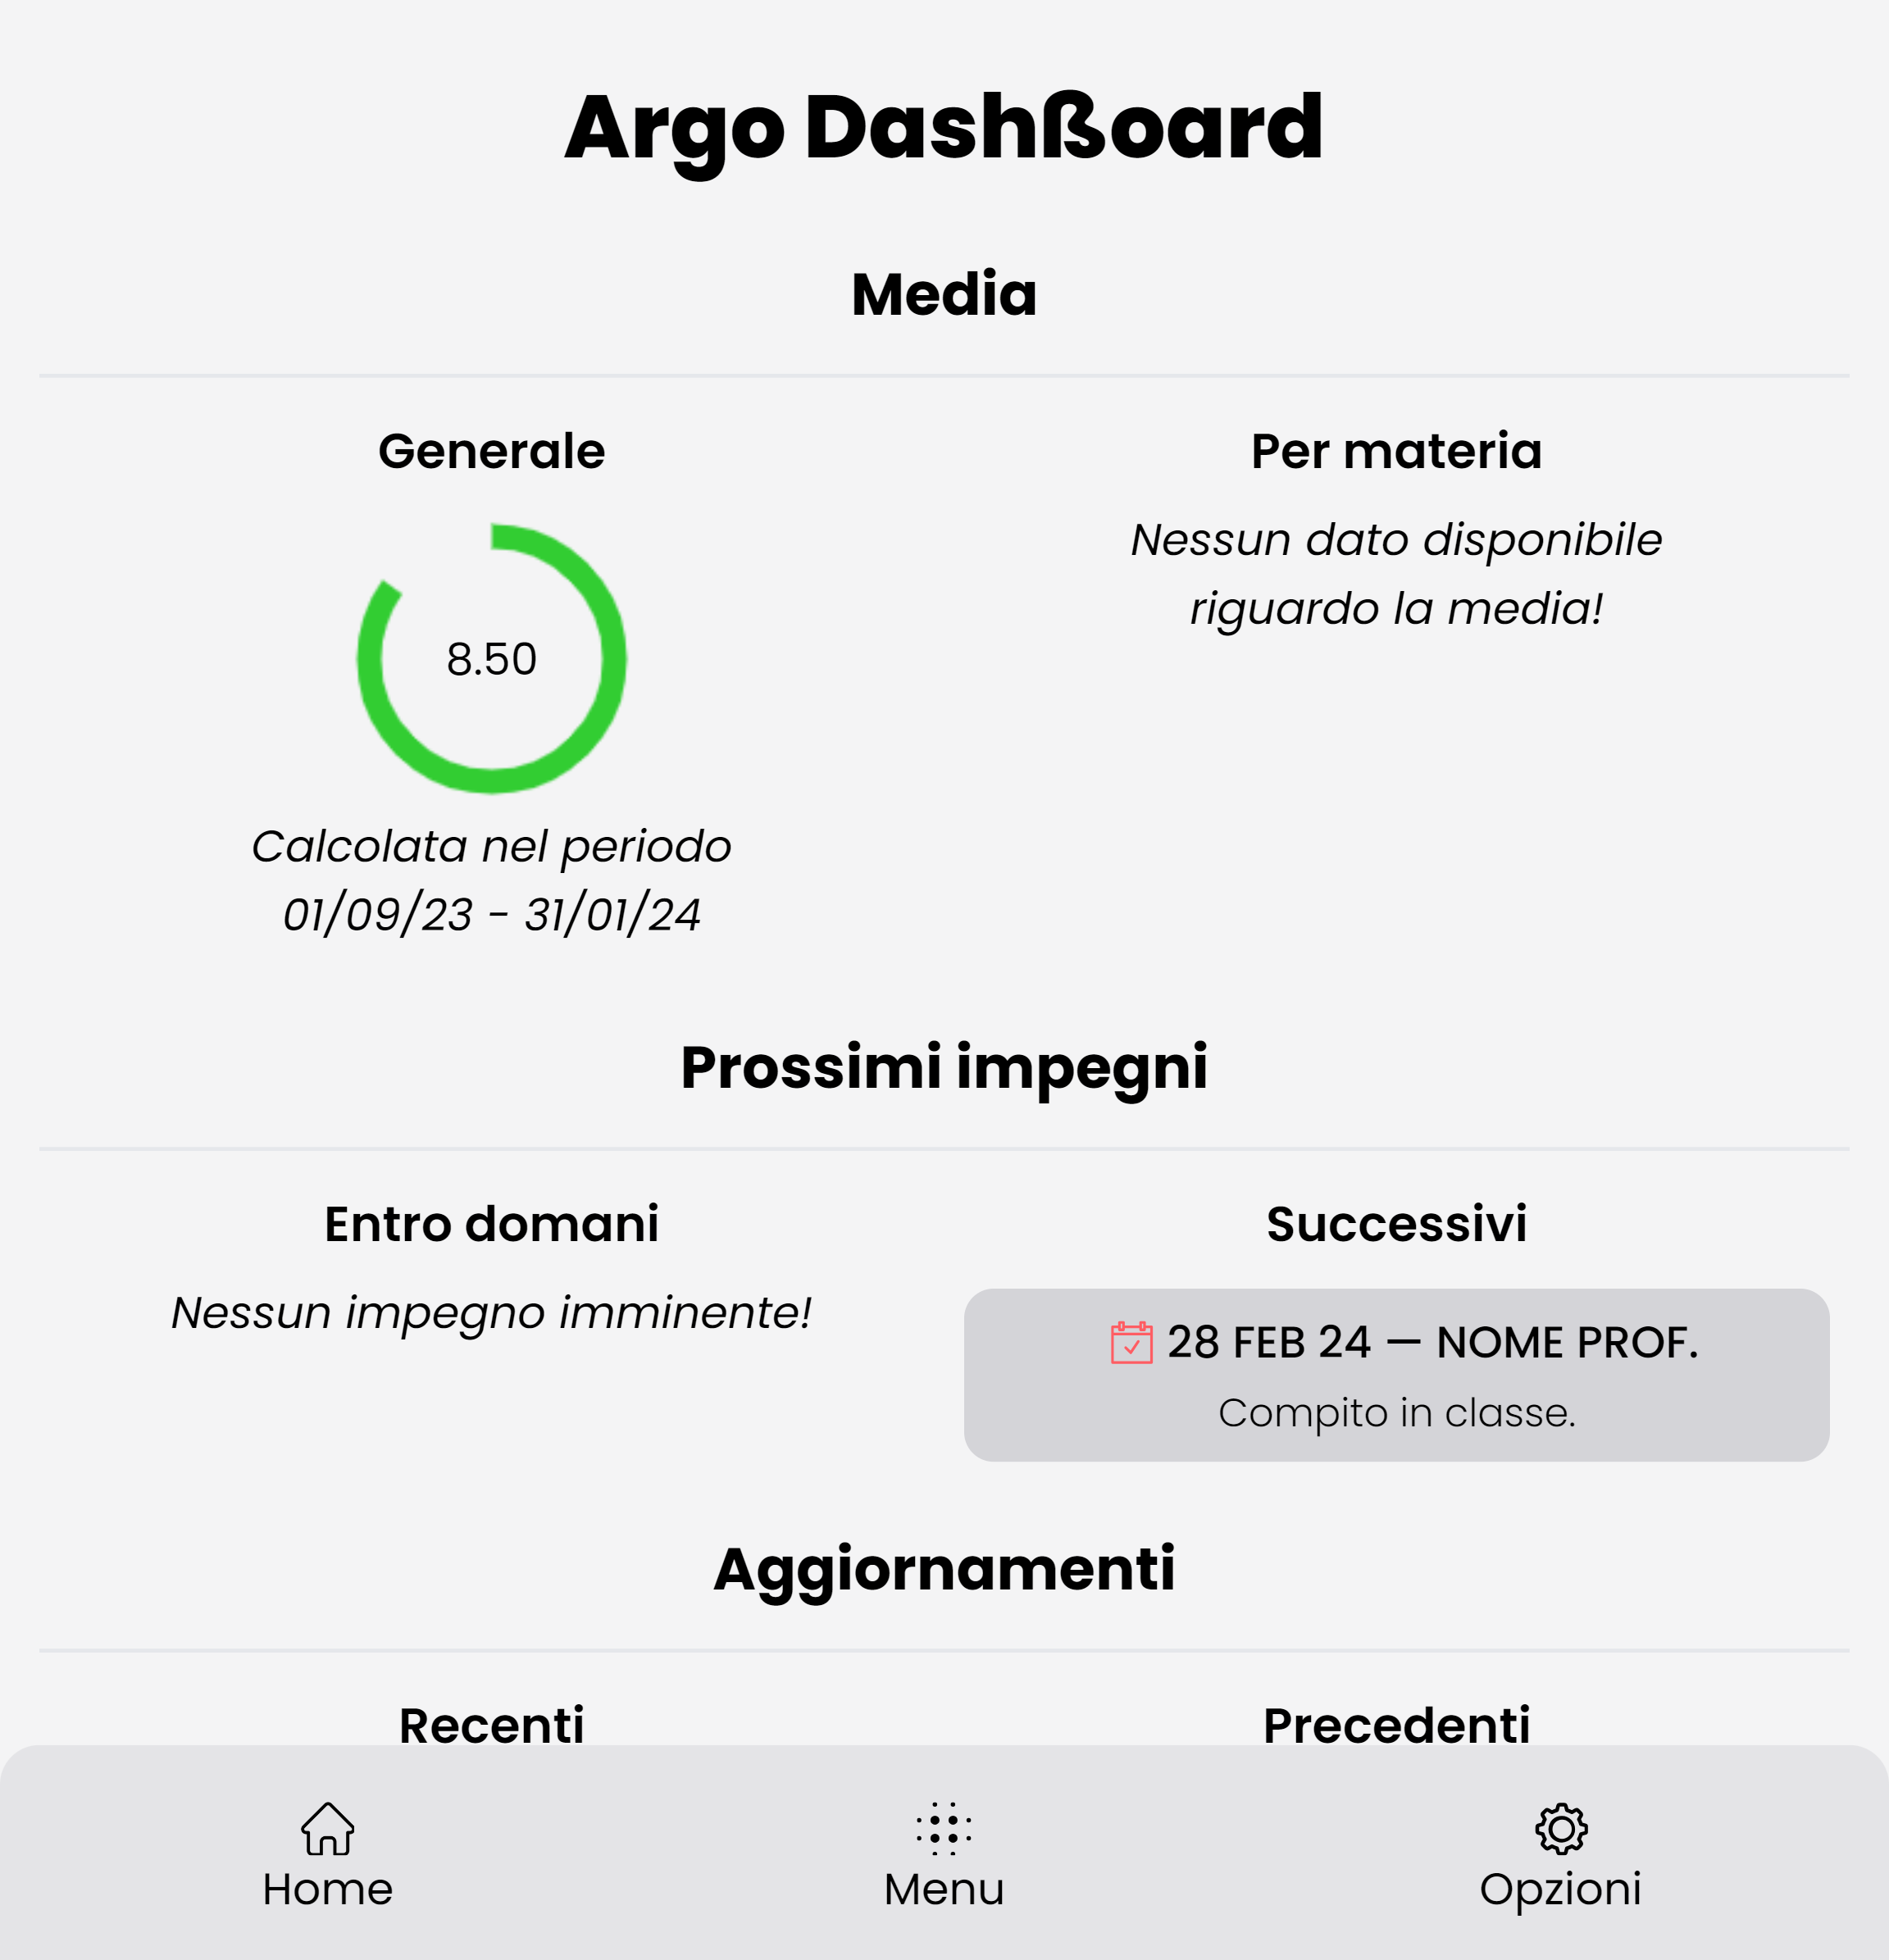 Argo Dashßoard
Media
Generale
8.50
Calcolata nel periodo
01/09/23 - 31/01/24
Per materia
Nessun dato disponibile
riguardo la media!
Prossimi impegni
Entro domani
Nessun impegno imminente!
Successivi
28 FEB 24 — NOME PROF.
Compito in classe.
Aggiornamenti
Recenti
Precedenti
Home
Menu
Opzioni